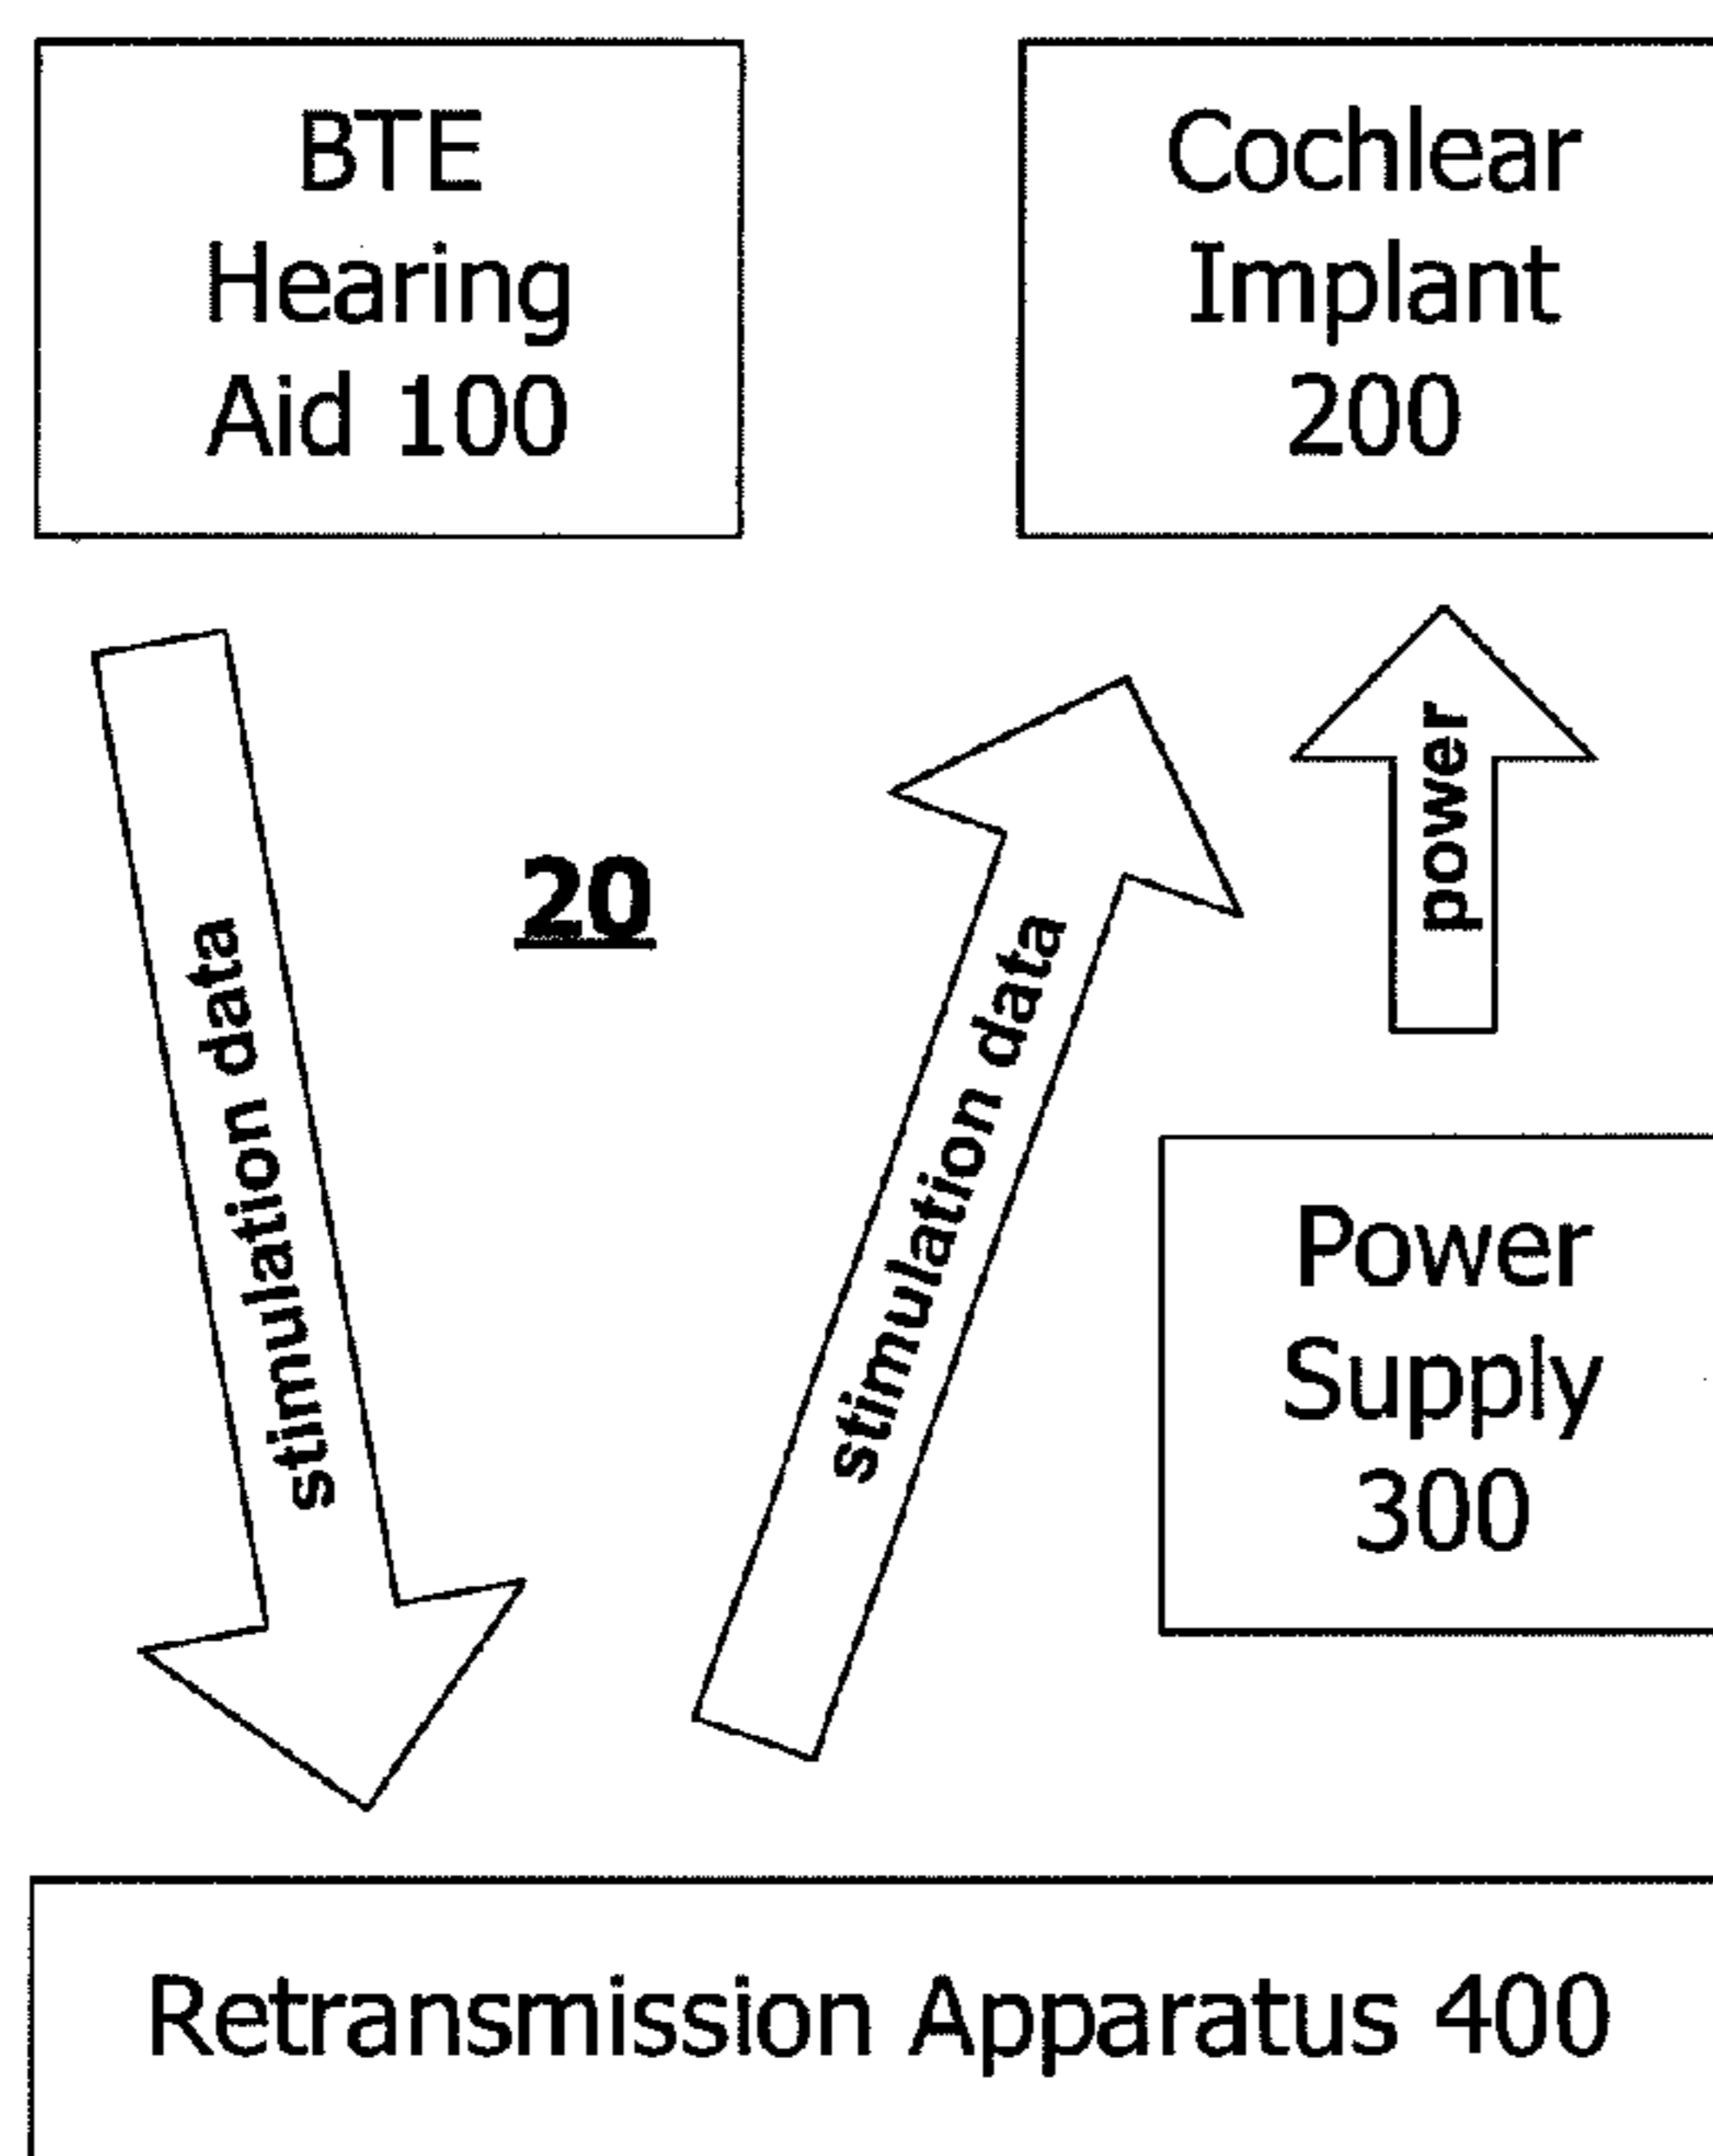 BTE
Hearing
Aid 100
Cochlear
Implant
200
stimulation data
20
stimulation data
power
Power
Supply
300
Retransmission Apparatus 400